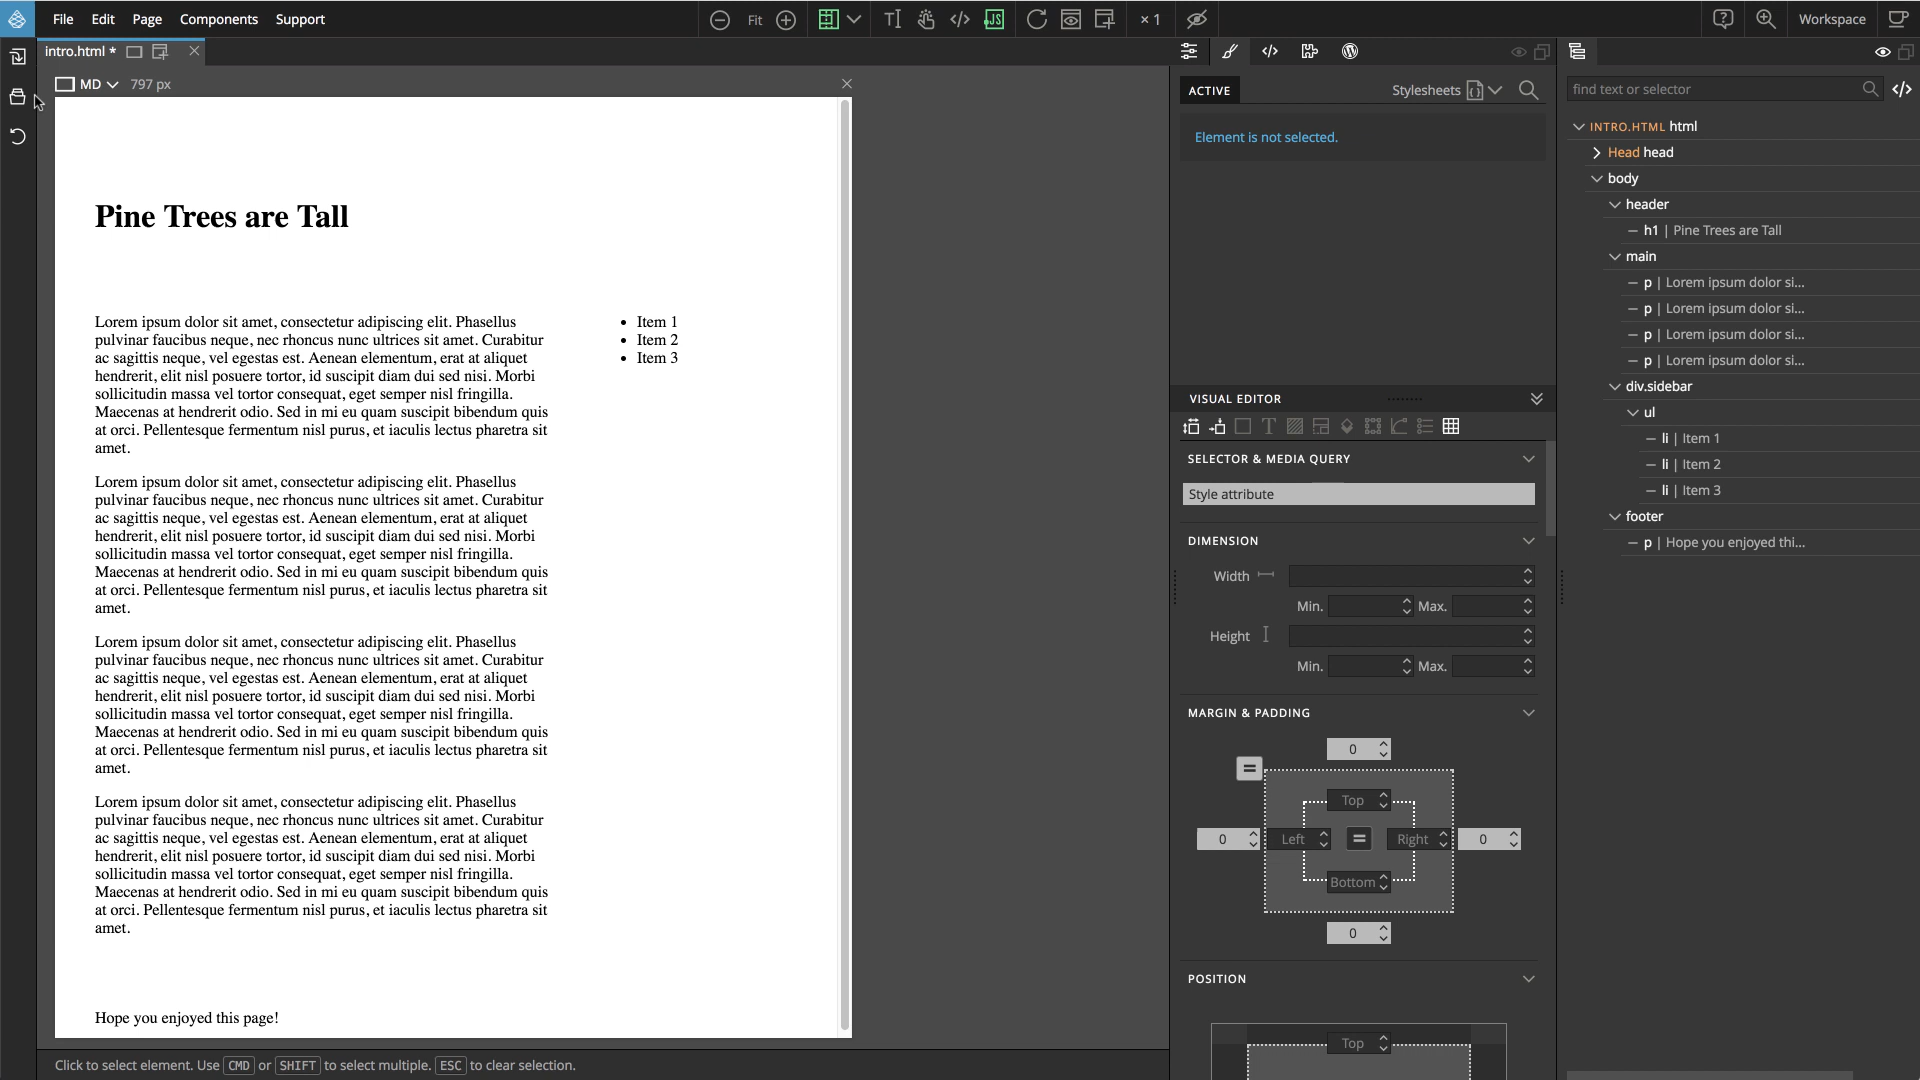 File Edit Page Components Support
Fit
JS
× 1
Workspace
intro.html *
MD 797 px
Pine Trees are Tall
Lorem ipsum dolor sit amet, consectetur adipiscing elit. Phasellus
pulvinar faucibus neque, nec rhoncus nunc ultrices sit amet. Curabitur
ac sagittis neque, vel egestas est. Aenean elementum, erat at aliquet
hendrerit, elit nisl posuere tortor, id suscipit diam dui sed nisi. Morbi
sollicitudin massa vel tortor consequat, eget semper nisl fringilla.
Maecenas at hendrerit odio. Sed in mi eu quam suscipit bibendum quis
at orci. Pellentesque fermentum nisl purus, et iaculis lectus pharetra sit
amet.
Lorem ipsum dolor sit amet, consectetur adipiscing elit. Phasellus
pulvinar faucibus neque, nec rhoncus nunc ultrices sit amet. Curabitur
ac sagittis neque, vel egestas est. Aenean elementum, erat at aliquet
hendrerit, elit nisl posuere tortor, id suscipit diam dui sed nisi. Morbi
sollicitudin massa vel tortor consequat, eget semper nisl fringilla.
Maecenas at hendrerit odio. Sed in mi eu quam suscipit bibendum quis
at orci. Pellentesque fermentum nisl purus, et iaculis lectus pharetra sit
amet.
Lorem ipsum dolor sit amet, consectetur adipiscing elit. Phasellus
pulvinar faucibus neque, nec rhoncus nunc ultrices sit amet. Curabitur
ac sagittis neque, vel egestas est. Aenean elementum, erat at aliquet
hendrerit, elit nisl posuere tortor, id suscipit diam dui sed nisi. Morbi
sollicitudin massa vel tortor consequat, eget semper nisl fringilla.
Maecenas at hendrerit odio. Sed in mi eu quam suscipit bibendum quis
at orci. Pellentesque fermentum nisl purus, et iaculis lectus pharetra sit
amet.
Lorem ipsum dolor sit amet, consectetur adipiscing elit. Phasellus
pulvinar faucibus neque, nec rhoncus nunc ultrices sit amet. Curabitur
ac sagittis neque, vel egestas est. Aenean elementum, erat at aliquet
hendrerit, elit nisl posuere tortor, id suscipit diam dui sed nisi. Morbi
sollicitudin massa vel tortor consequat, eget semper nisl fringilla.
Maecenas at hendrerit odio. Sed in mi eu quam suscipit bibendum quis
at orci. Pellentesque fermentum nisl purus, et iaculis lectus pharetra sit
amet.
• Item 1
• Item 2
• Item 3
Hope you enjoyed this page!
Click to select element. Use CMD or SHIFT to select multiple. ESC to clear selection.
ACTIVE
Stylesheets
Element is not selected.
VISUAL EDITOR
SELECTOR & MEDIA QUERY
Style attribute
DIMENSION
Width
Min. Max.
Height
Min. Max.
MARGIN & PADDING
0
Top
0 Left Right 0
Bottom
0
POSITION
Top
find text or selector
INTRO.HTML html
Head head
body
header
h1 | Pine Trees are Tall
main
p | Lorem ipsum dolor si...
p | Lorem ipsum dolor si...
p | Lorem ipsum dolor si...
p | Lorem ipsum dolor si...
div.sidebar
ul
li | Item 1
li | Item 2
li | Item 3
footer
p | Hope you enjoyed thi...